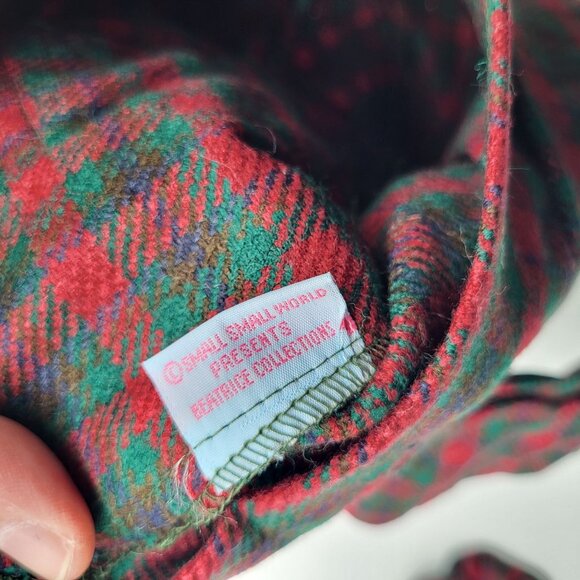 ©SMALL SMALL WORLD
PRESENTS
BEATRICE COLLECTIONS